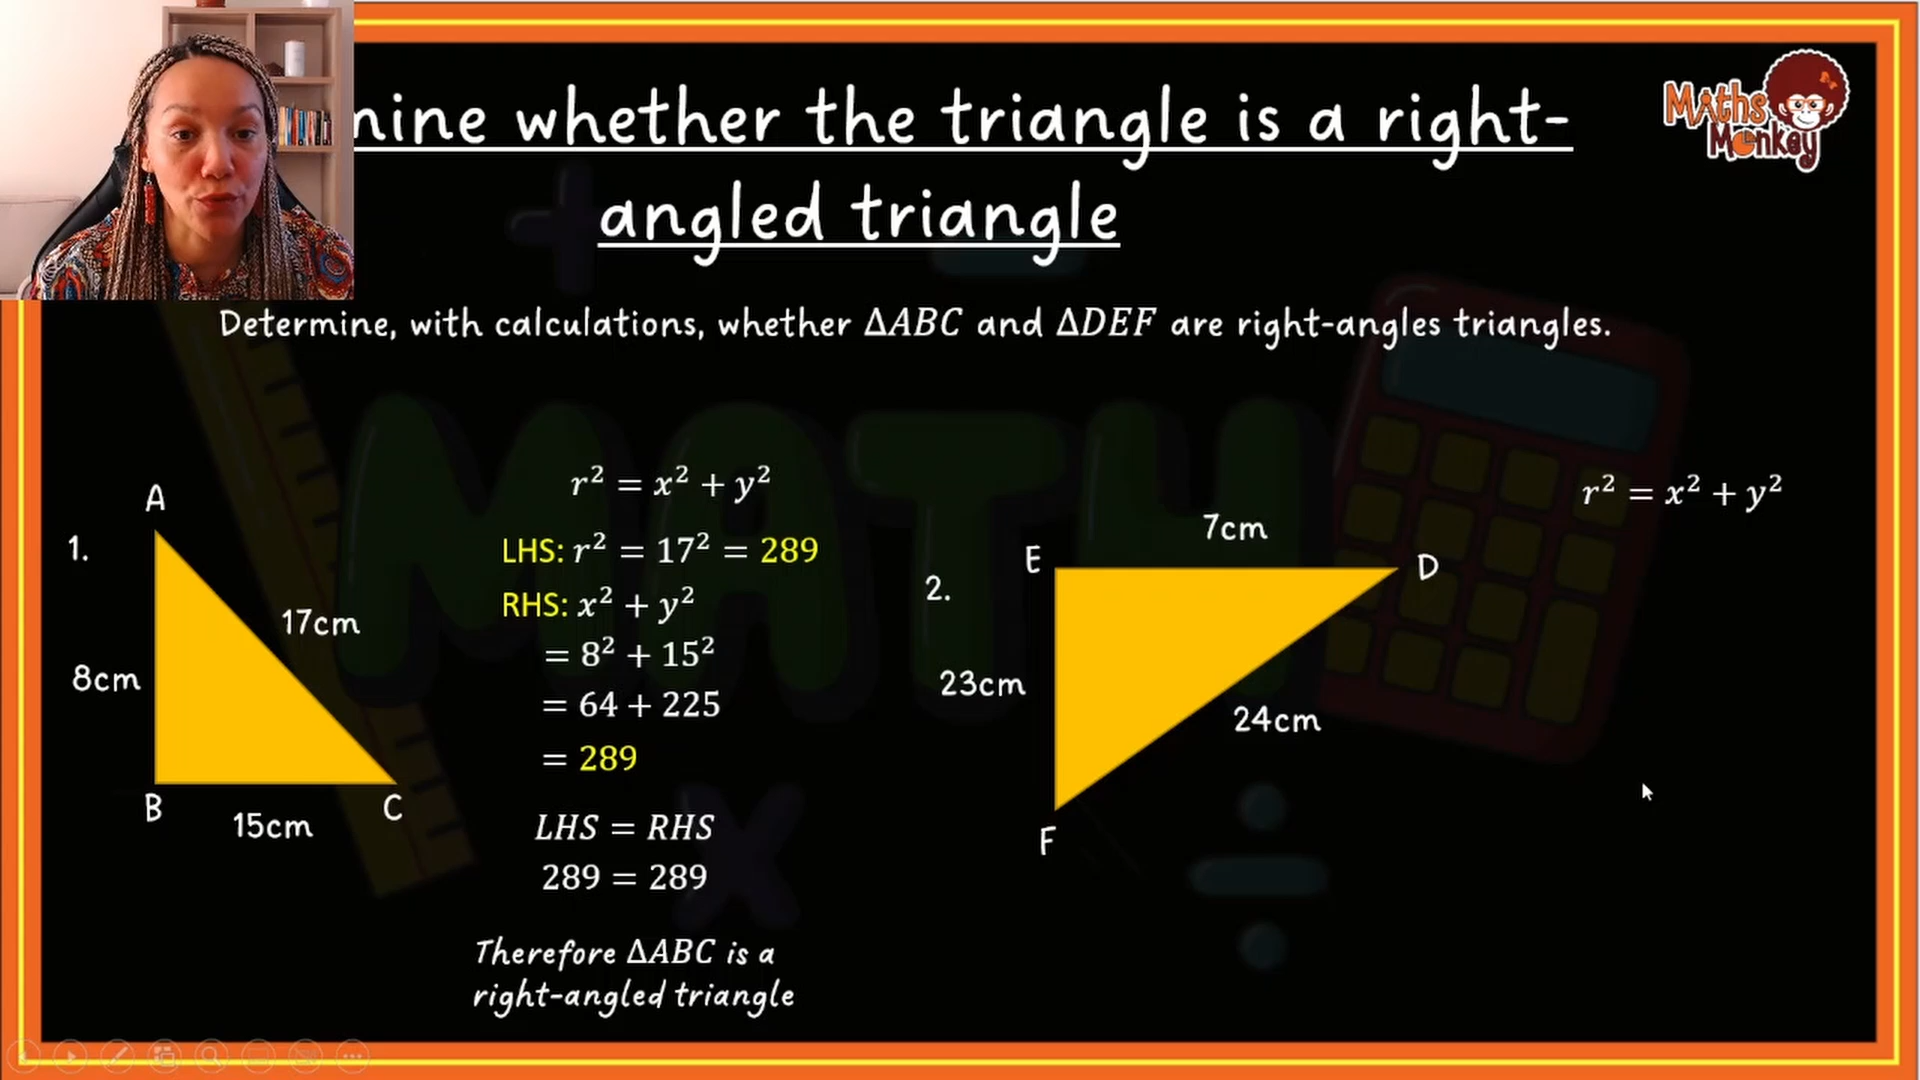 mine whether the triangle is a right-
angled triangle
Maths
Monkey
Determine, with calculations, whether ΔABC and ΔDEF are right-angles triangles.
1.
A
8cm
17cm
B
15cm
C
r² = x² + y²
LHS: r² = 17² = 289
RHS: x² + y²
= 8² + 15²
= 64 + 225
= 289
LHS = RHS
289 = 289
Therefore ΔABC is a
right-angled triangle
2.
E
7cm
D
23cm
24cm
F
r² = x² + y²
MATH